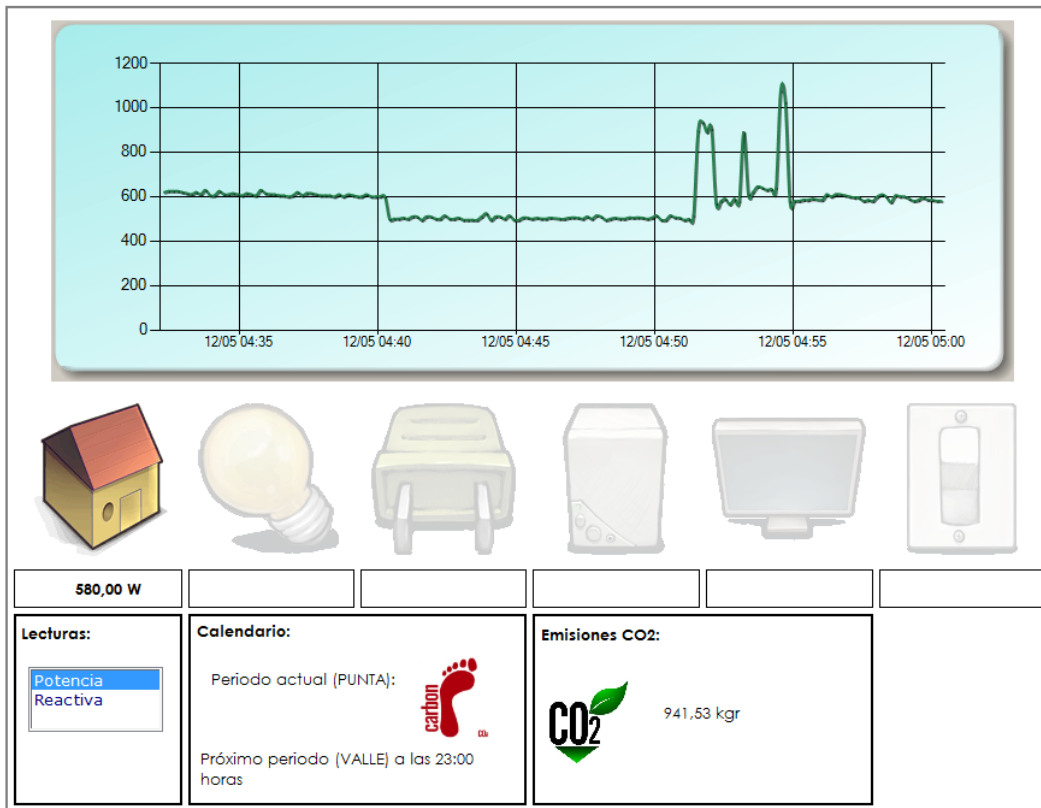 1200
1000
800
600
400
200
0
12/05 04:35 12/05 04:40 12/05 04:45 12/05 04:50 12/05 04:55 12/05 05:00
580,00 W
Lecturas:
Potencia
Reactiva
Calendario:
Periodo actual (PUNTA):
carbon
CO₂
Próximo periodo (VALLE) a las 23:00
horas
Emisiones CO2:
CO2
941,53 kgr